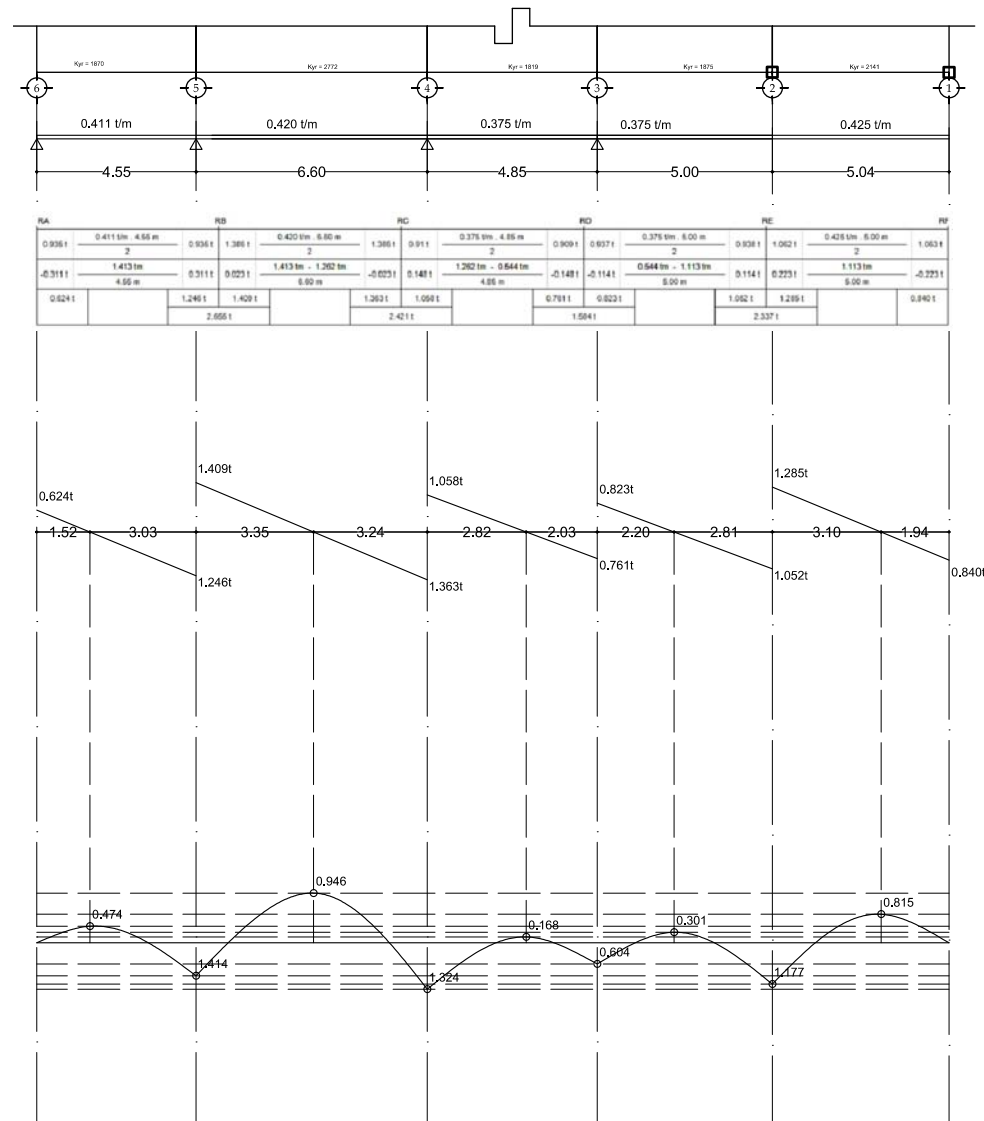 Kyr = 1870 Kyr = 2772 Kyr = 1819 Kyr = 1875 Kyr = 2141
6 5 4 3 2 1
0.411 t/m 0.420 t/m 0.375 t/m 0.375 t/m 0.425 t/m
4.55 6.60 4.85 5.00 5.04
RA RB RC RD RE
0.411 t/m . 4.55 m 0.420 t/m . 6.60 m 0.375 t/m . 4.85 m 0.375 t/m . 5.00 m 0.425 t/m . 5.00 m
0.935 t 0.935 t 1.386 t 1.386 t 0.91 t 0.909 t 0.937 t 0.938 t 1.062 t 1.063 t
2 2 2 2 2
1.413 tm 1.413 tm - 1.262 tm 1.262 tm - 0.544 tm 0.544 tm - 1.113 tm 1.113 tm
-0.311 t 0.311 t 0.023 t -0.023 t 0.148 t -0.148 t -0.114 t 0.114 t 0.223 t -0.223 t
4.55 m 6.60 m 4.85 m 5.00 m 5.00 m
0.624 t 1.246 t 1.409 t 1.363 t 1.058 t 0.761 t 0.823 t 1.052 t 1.285 t 0.840 t
2.655 t 2.421 t 1.584 t 2.337 t
1.409t
1.285t
1.058t
0.823t
0.624t
1.52 3.03 3.35 3.24 2.82 2.03 2.20 2.81 3.10 1.94
0.761t
1.052t
0.840t
1.246t
1.363t
0.946
0.815
0.474
0.168
0.301
0.604
1.414
1.324
1.177